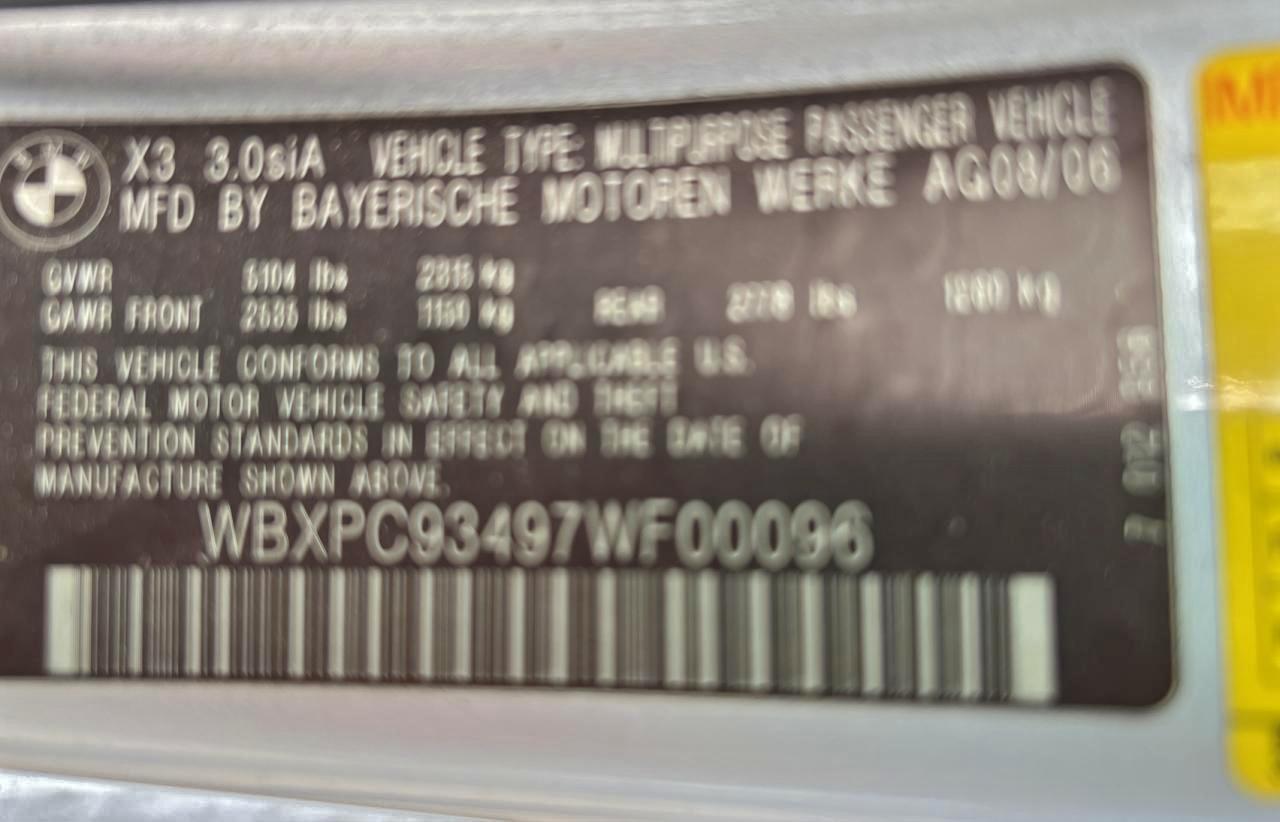 BMW
X3 3.0siA VEHICLE TYPE: MULTIPURPOSE PASSENGER VEHICLE
MFD BY BAYERISCHE MOTOREN WERKE AG08/06
GVWR 5104 lbs 2315 kg
GAWR FRONT 2535 lbs 1150 kg REAR 2778 lbs 1260 kg
THIS VEHICLE CONFORMS TO ALL APPLICABLE U.S.
FEDERAL MOTOR VEHICLE SAFETY AND THEFT
PREVENTION STANDARDS IN EFFECT ON THE DATE OF
MANUFACTURE SHOWN ABOVE.
WBXPC93497WF00096